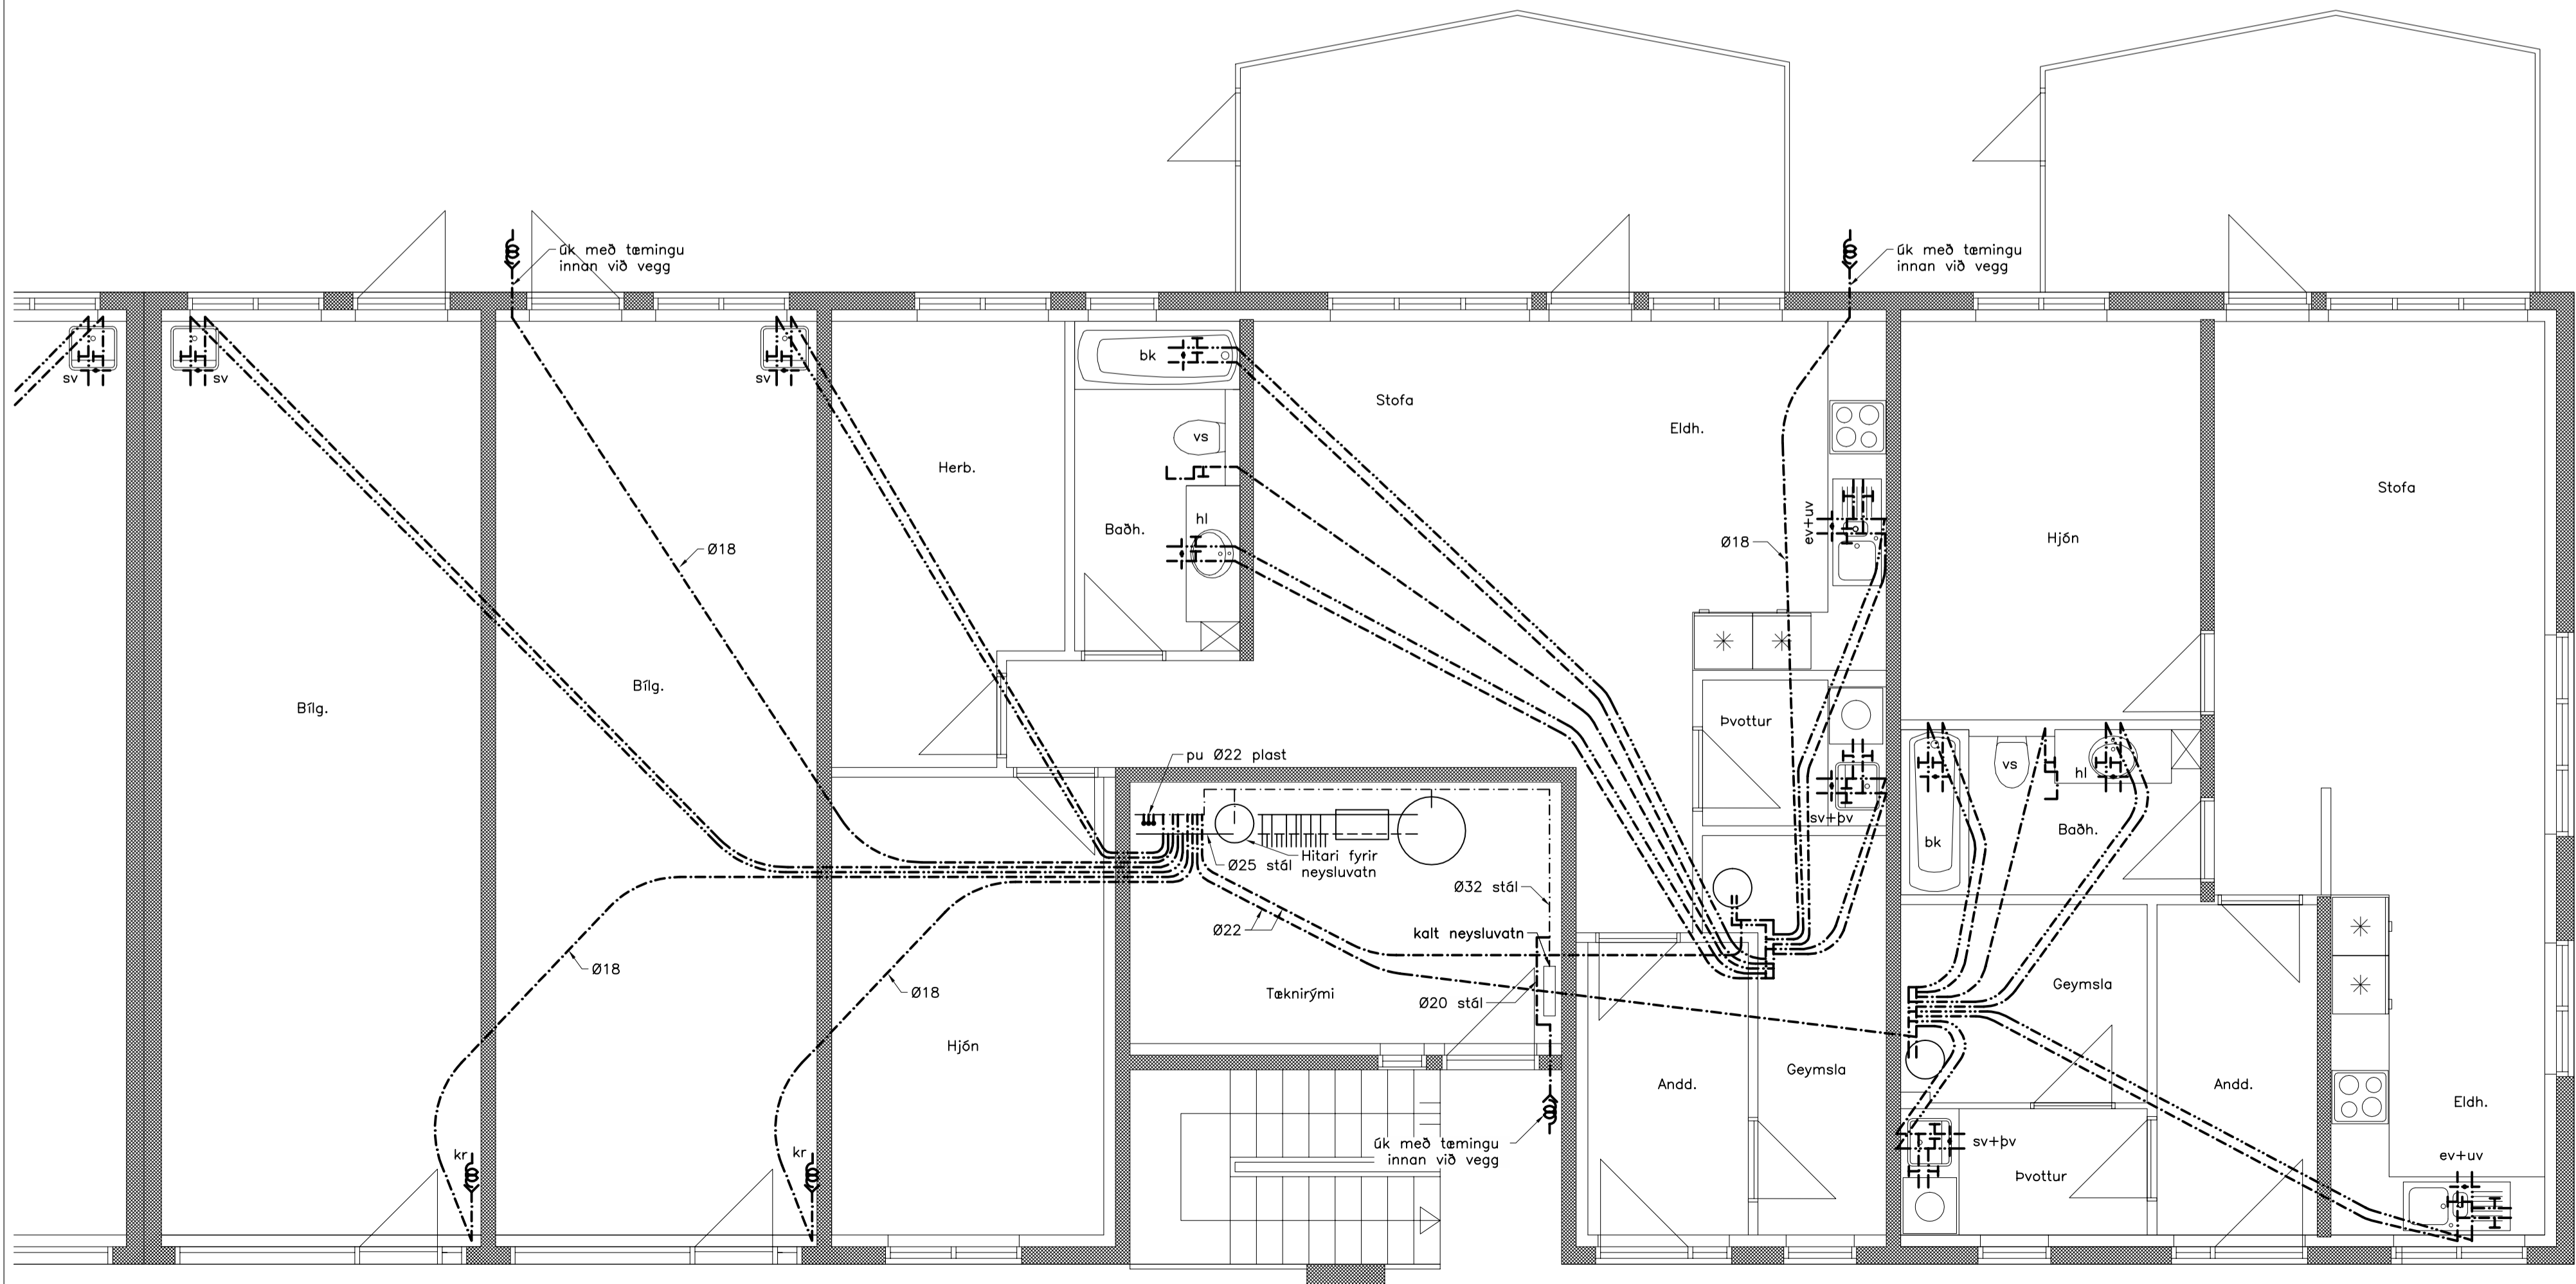 úk með tæmingu
innan við vegg
úk með tæmingu
innan við vegg
sv
sv
sv
bk
Stofa
Eldh.
vs
Herb.
Baðh.
hl
Ø18
Ø18
ev+uv
Hjón
Stofa
Bílg.
Bílg.
Þvottur
pu Ø22 plast
sv+þv
vs
hl
Baðh.
bk
Ø25 stál
Hitari fyrir
neysluvatn
Ø32 stál
Ø22
kalt neysluvatn
Ø18
Ø18
Tæknirými
Ø20 stál
Geymsla
Hjón
Geymsla
Andd.
Andd.
Eldh.
kr
kr
úk með tæmingu
innan við vegg
sv+þv
Þvottur
ev+uv